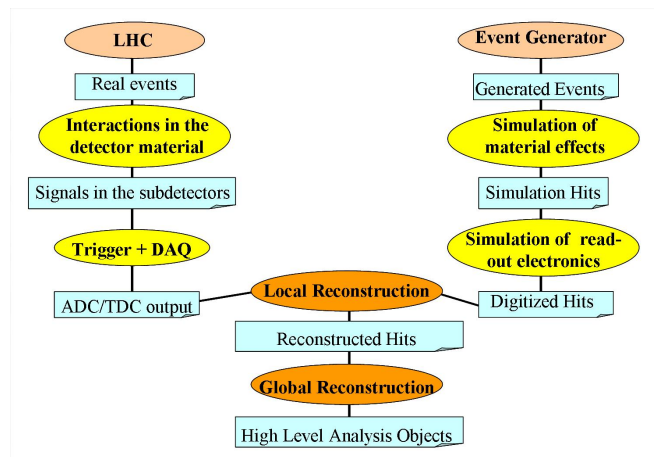 LHC
Real events
Interactions in the
detector material
Signals in the subdetectors
Trigger + DAQ
ADC/TDC output
Event Generator
Generated Events
Simulation of
material effects
Simulation Hits
Simulation of read-
out electronics
Digitized Hits
Local Reconstruction
Reconstructed Hits
Global Reconstruction
High Level Analysis Objects